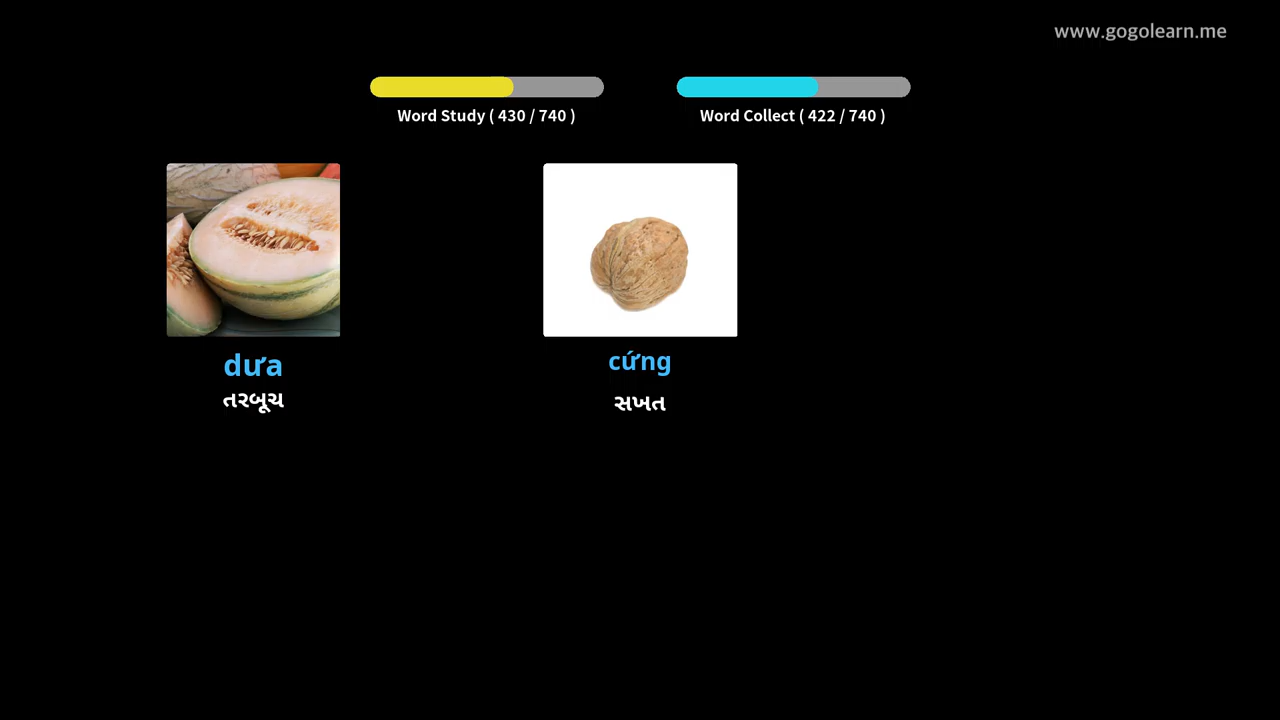 www.gogolearn.me
Word Study ( 430 / 740 )
Word Collect ( 422 / 740 )
dưa
તરબૂચ
cứng
સખત